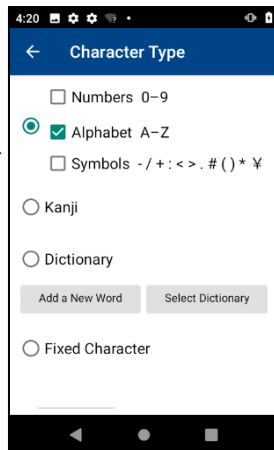 4:20
Character Type
Numbers 0–9
Alphabet A–Z
Symbols - / + : < > . # ( ) * ¥
Kanji
Dictionary
Add a New Word Select Dictionary
Fixed Character